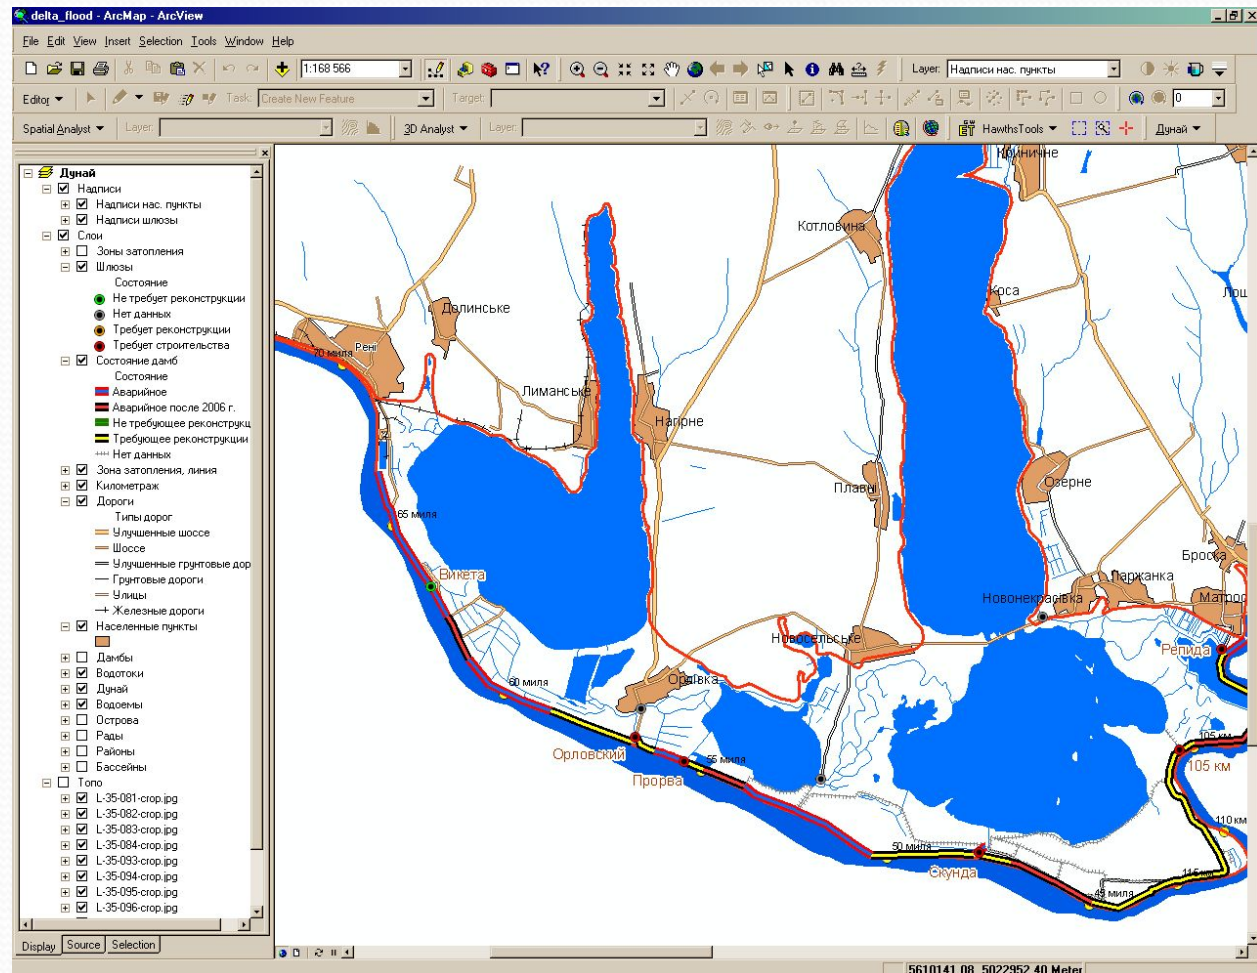 delta_flood - ArcMap - ArcView
File Edit View Insert Selection Tools Window Help
1:168 566
Layer: Надписи нас. пункты
Editor Task: Create New Feature Target: 0
Spatial Analyst Layer: 3D Analyst Layer: HawthsTools Дунай
Дунай
Надписи
Надписи нас. пункты
Надписи шлюзы
Слои
Зоны затопления
Шлюзы
Состояние
Не требует реконструкции
Нет данных
Требует реконструкции
Требует строительства
Состояние дамб
Состояние
Аварийное
Аварийное после 2006 г.
Не требующее реконструкц
Требующее реконструкции
Нет данных
Зона затопления, линия
Километраж
Дороги
Типы дорог
Улучшенные шоссе
Шоссе
Улучшенные грунтовые дор
Грунтовые дороги
Улицы
Железные дороги
Населенные пункты
Дамбы
Водотоки
Дунай
Водоемы
Острова
Рады
Районы
Бассейны
Топо
L-35-081-crop.jpg
L-35-082-crop.jpg
L-35-083-crop.jpg
L-35-084-crop.jpg
L-35-093-crop.jpg
L-35-094-crop.jpg
L-35-095-crop.jpg
L-35-096-crop.jpg
Display Source Selection
Криничне
Котловина
Коса
Лощ
Долинське
Рені
70 миля
Лиманське
Нагірне
Плавні
Озерне
65 миля
Викета
Броска
Ларжанка
Новонекрасівка
Матрос
Новосельське
Репида
Орлівка
60 миля
Орловский
Прорва
55 миля
105 км
105 км
110 км
50 миля
Скунда
115
45 миля
5610141,08 5022952,40 Meter